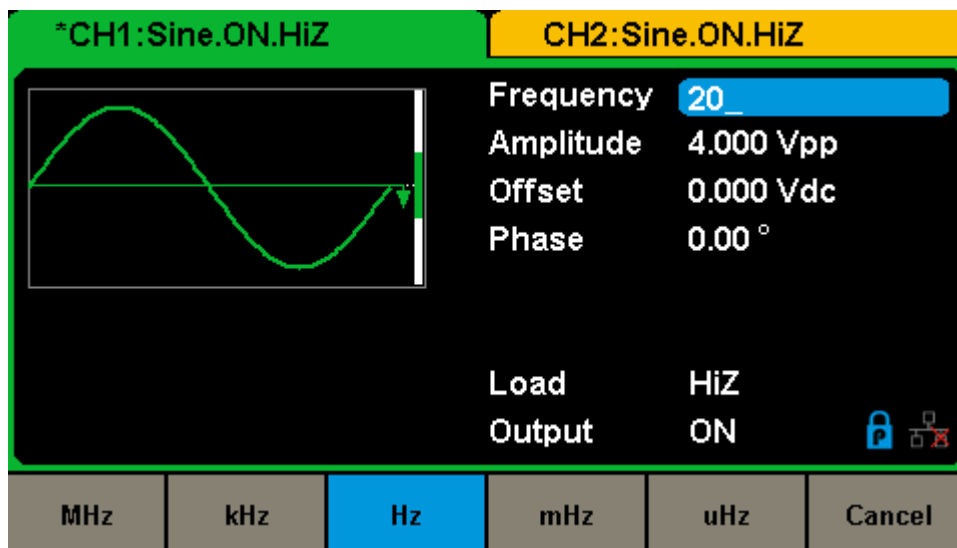 *CH1:Sine.ON.HiZ
CH2:Sine.ON.HiZ
Frequency 20_
Amplitude 4.000 Vpp
Offset 0.000 Vdc
Phase 0.00 °
Load HiZ
Output ON
P
MHz kHz Hz mHz uHz Cancel